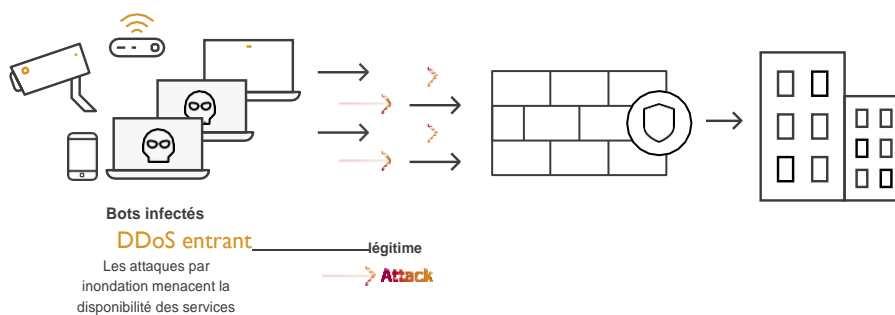 Bots infectés
DDoS entrant
légitime
Les attaques par
inondation menacent la
disponibilité des services
Attack